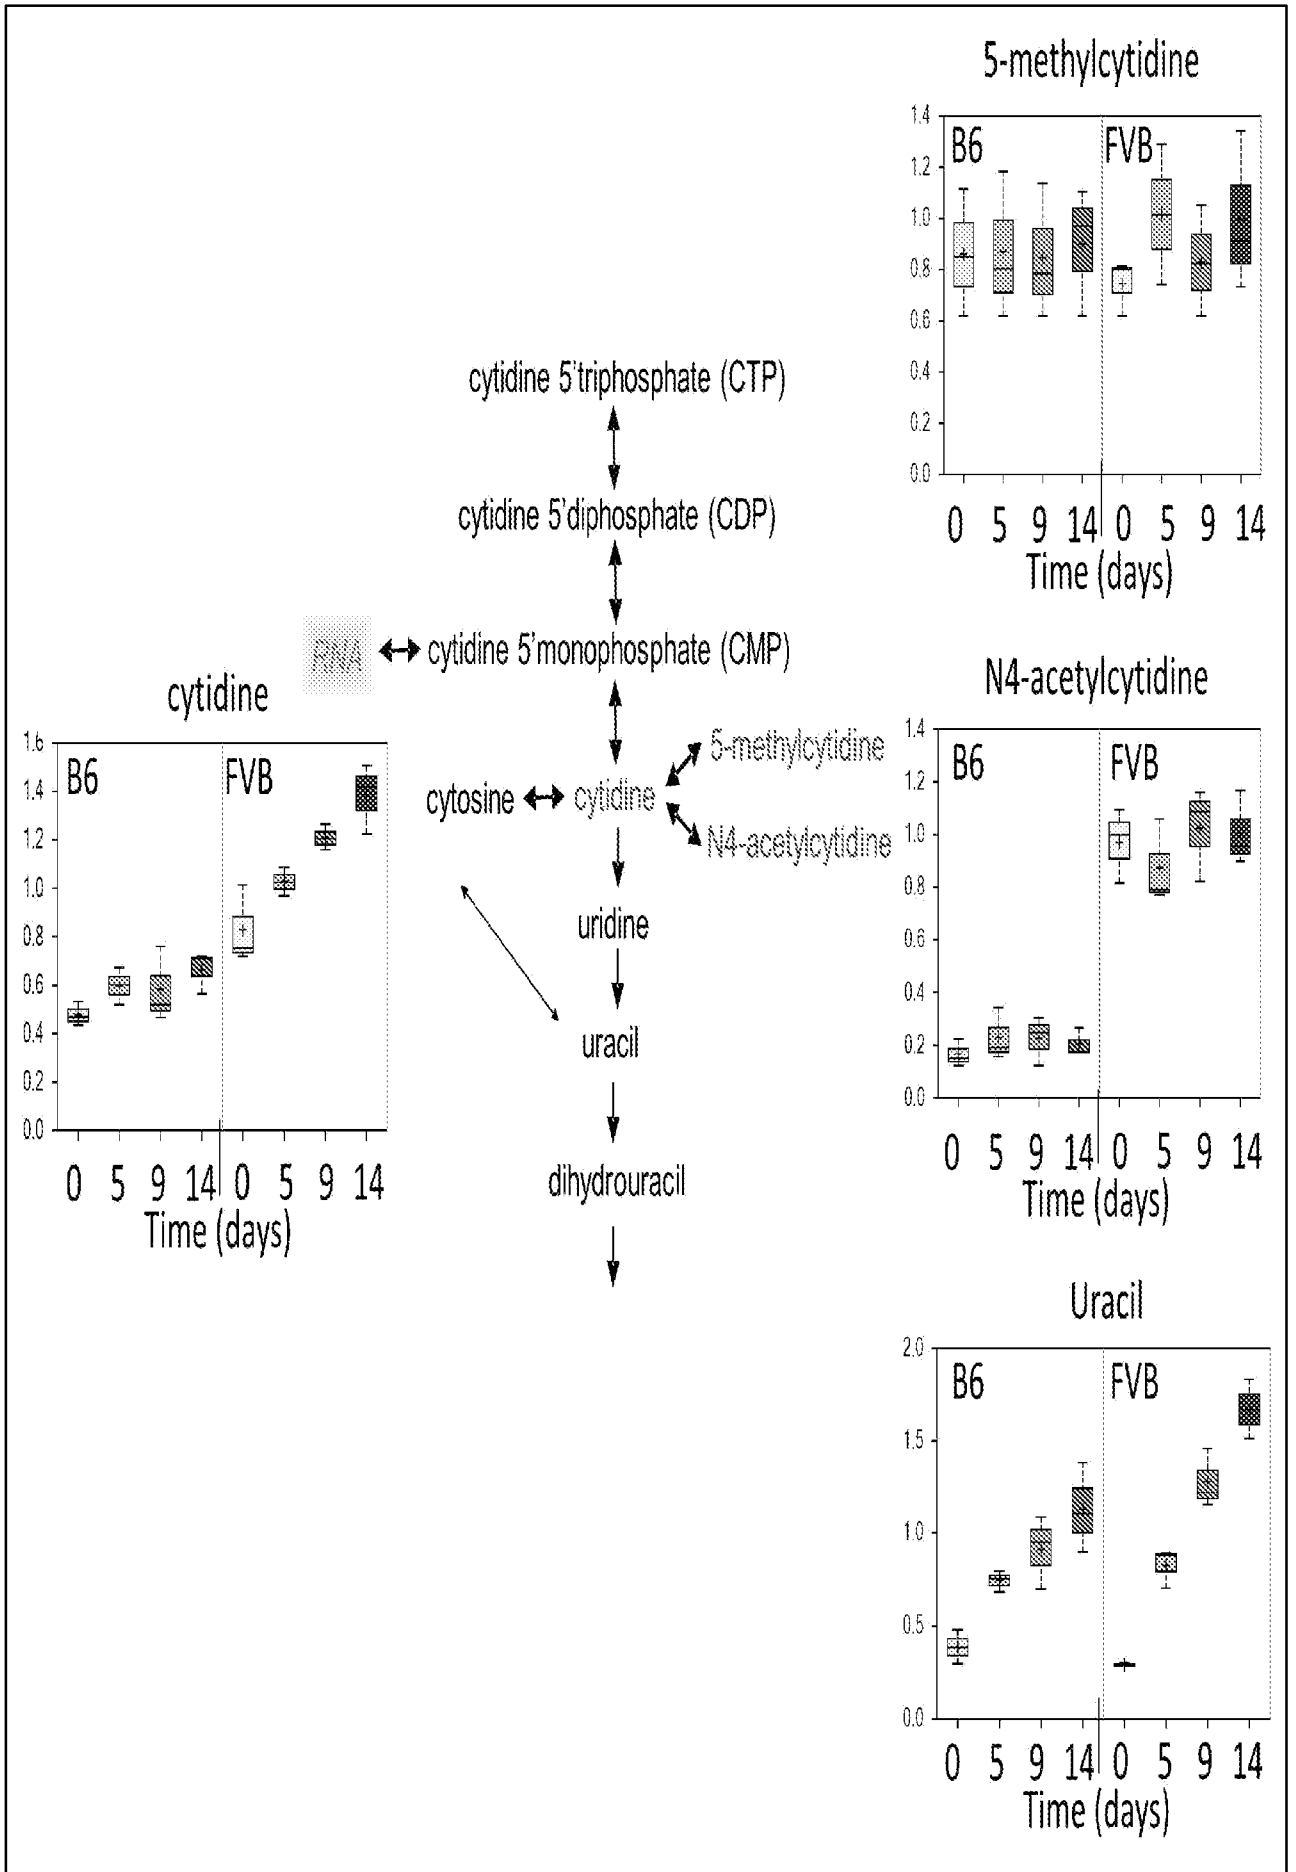 5-methylcytidine
1.4
1.2
1.0
0.8
0.6
0.4
0.2
0.0
B6
FVB
0 5 9 14 0 5 9 14
Time (days)
cytidine 5'triphosphate (CTP)
cytidine 5'diphosphate (CDP)
RNA
cytidine 5'monophosphate (CMP)
cytosine
cytidine
5-methylcytidine
N4-acetylcytidine
uridine
uracil
dihydrouracil
cytidine
1.6
1.4
1.2
1.0
0.8
0.6
0.4
0.2
0.0
B6
FVB
0 5 9 14 0 5 9 14
Time (days)
N4-acetylcytidine
1.4
1.2
1.0
0.8
0.6
0.4
0.2
0.0
B6
FVB
0 5 9 14 0 5 9 14
Time (days)
Uracil
2.0
1.5
1.0
0.5
0.0
B6
FVB
0 5 9 14 0 5 9 14
Time (days)